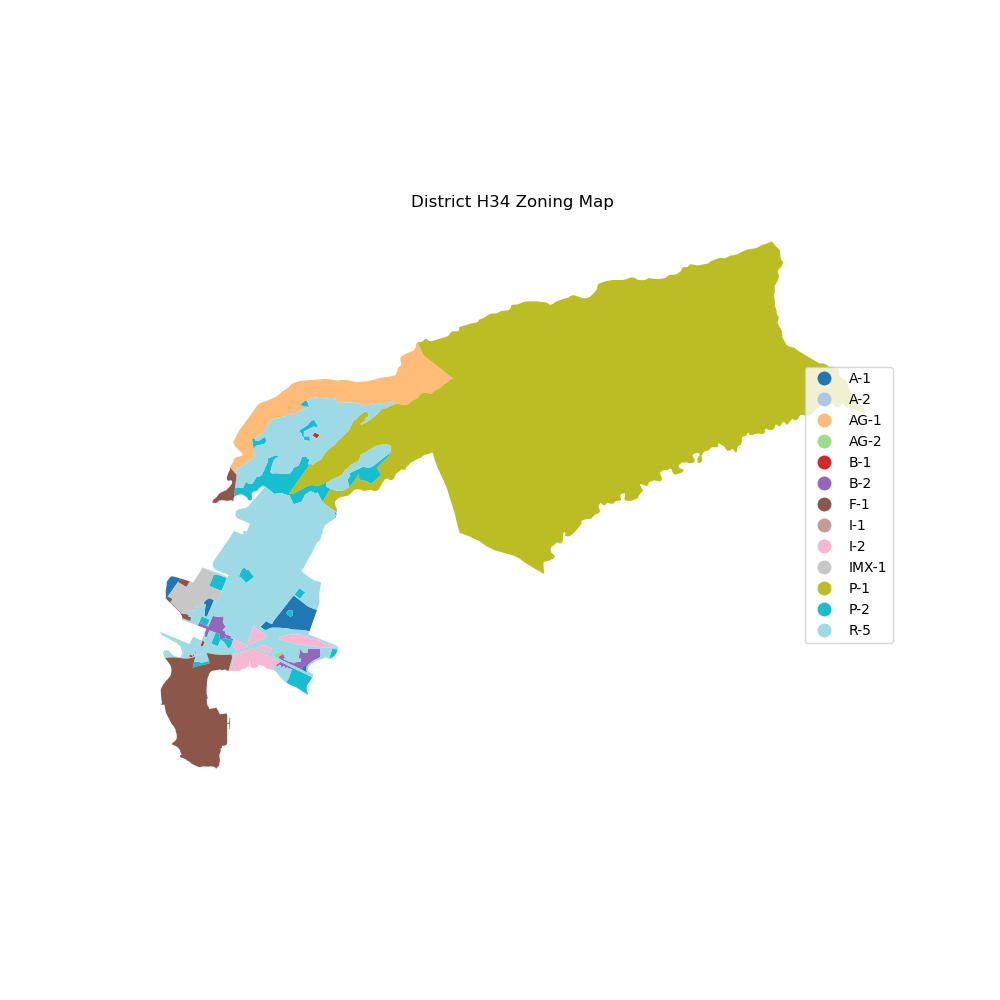 District H34 Zoning Map
A-1
A-2
AG-1
AG-2
B-1
B-2
F-1
I-1
I-2
IMX-1
P-1
P-2
R-5